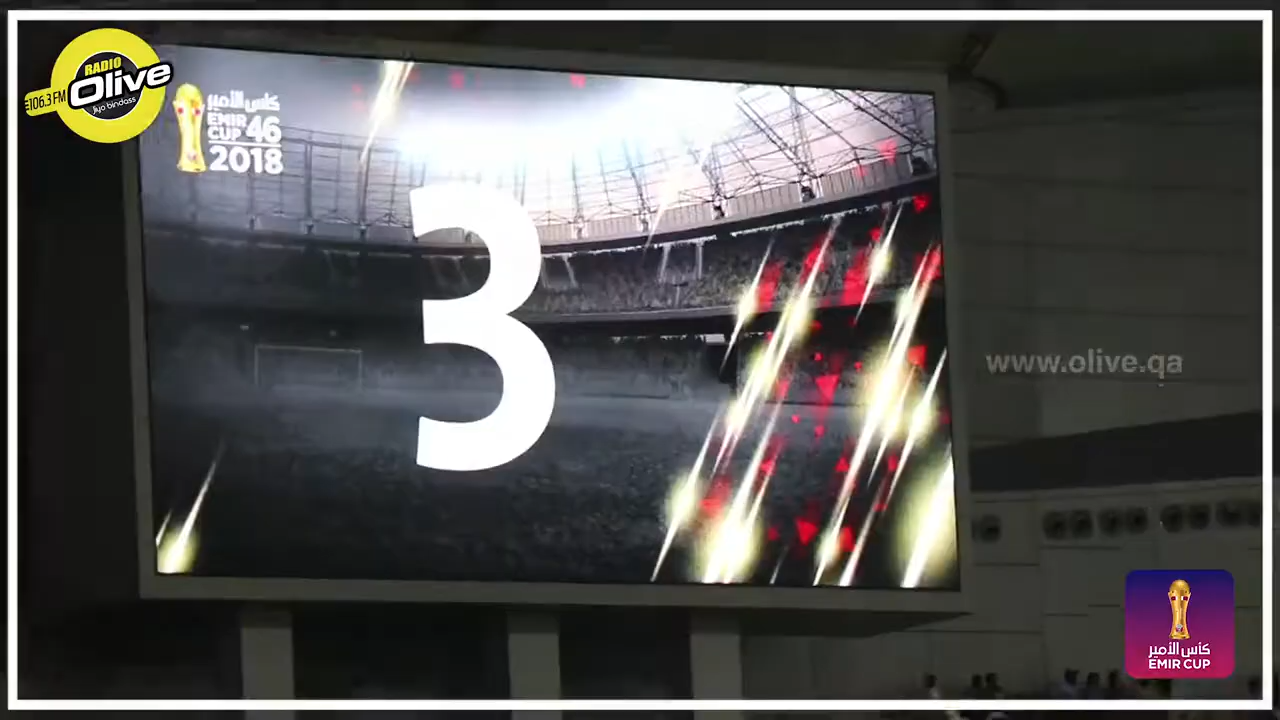 RADIO
Olive
106.3 FM
Jiyo bindass
كأس الأمير
EMIR
CUP 46
2018
3
www.olive.qa
كأس الأمير
EMIR CUP